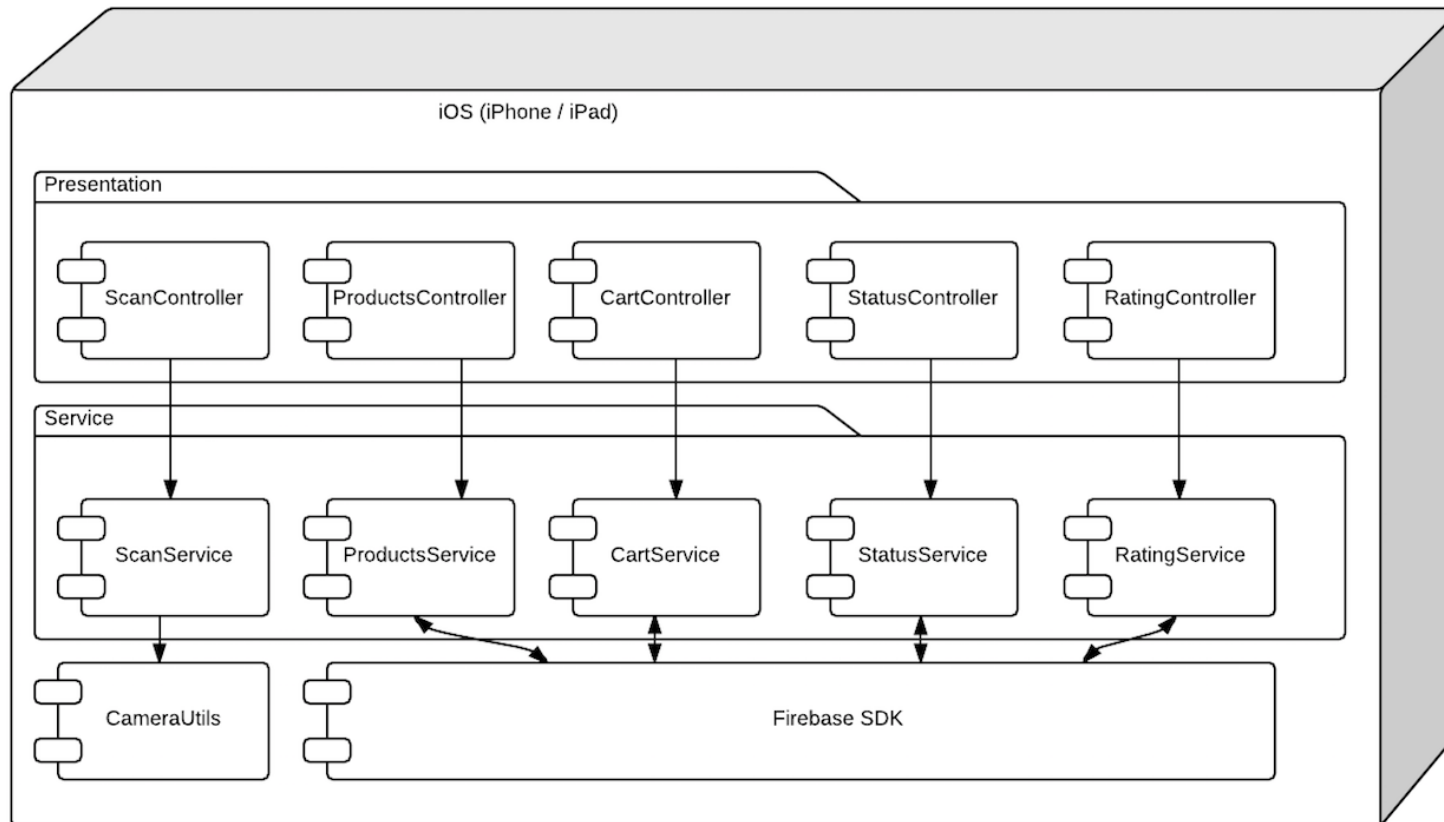 iOS (iPhone / iPad)
Presentation
ScanController
ProductsController
CartController
StatusController
RatingController
Service
ScanService
ProductsService
CartService
StatusService
RatingService
CameraUtils
Firebase SDK